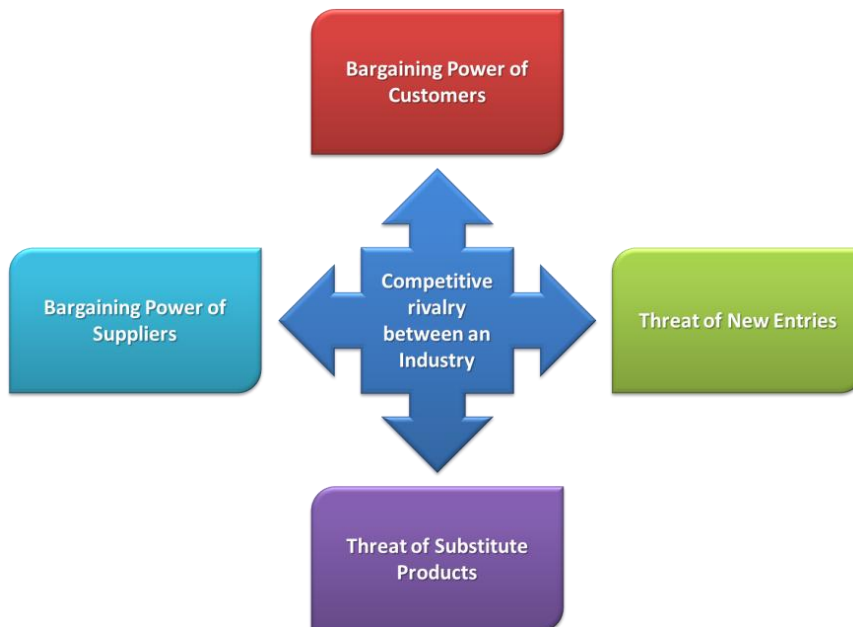 Bargaining Power of
Customers
Bargaining Power of
Suppliers
Competitive
rivalry
between an
Industry
Threat of New Entries
Threat of Substitute
Products